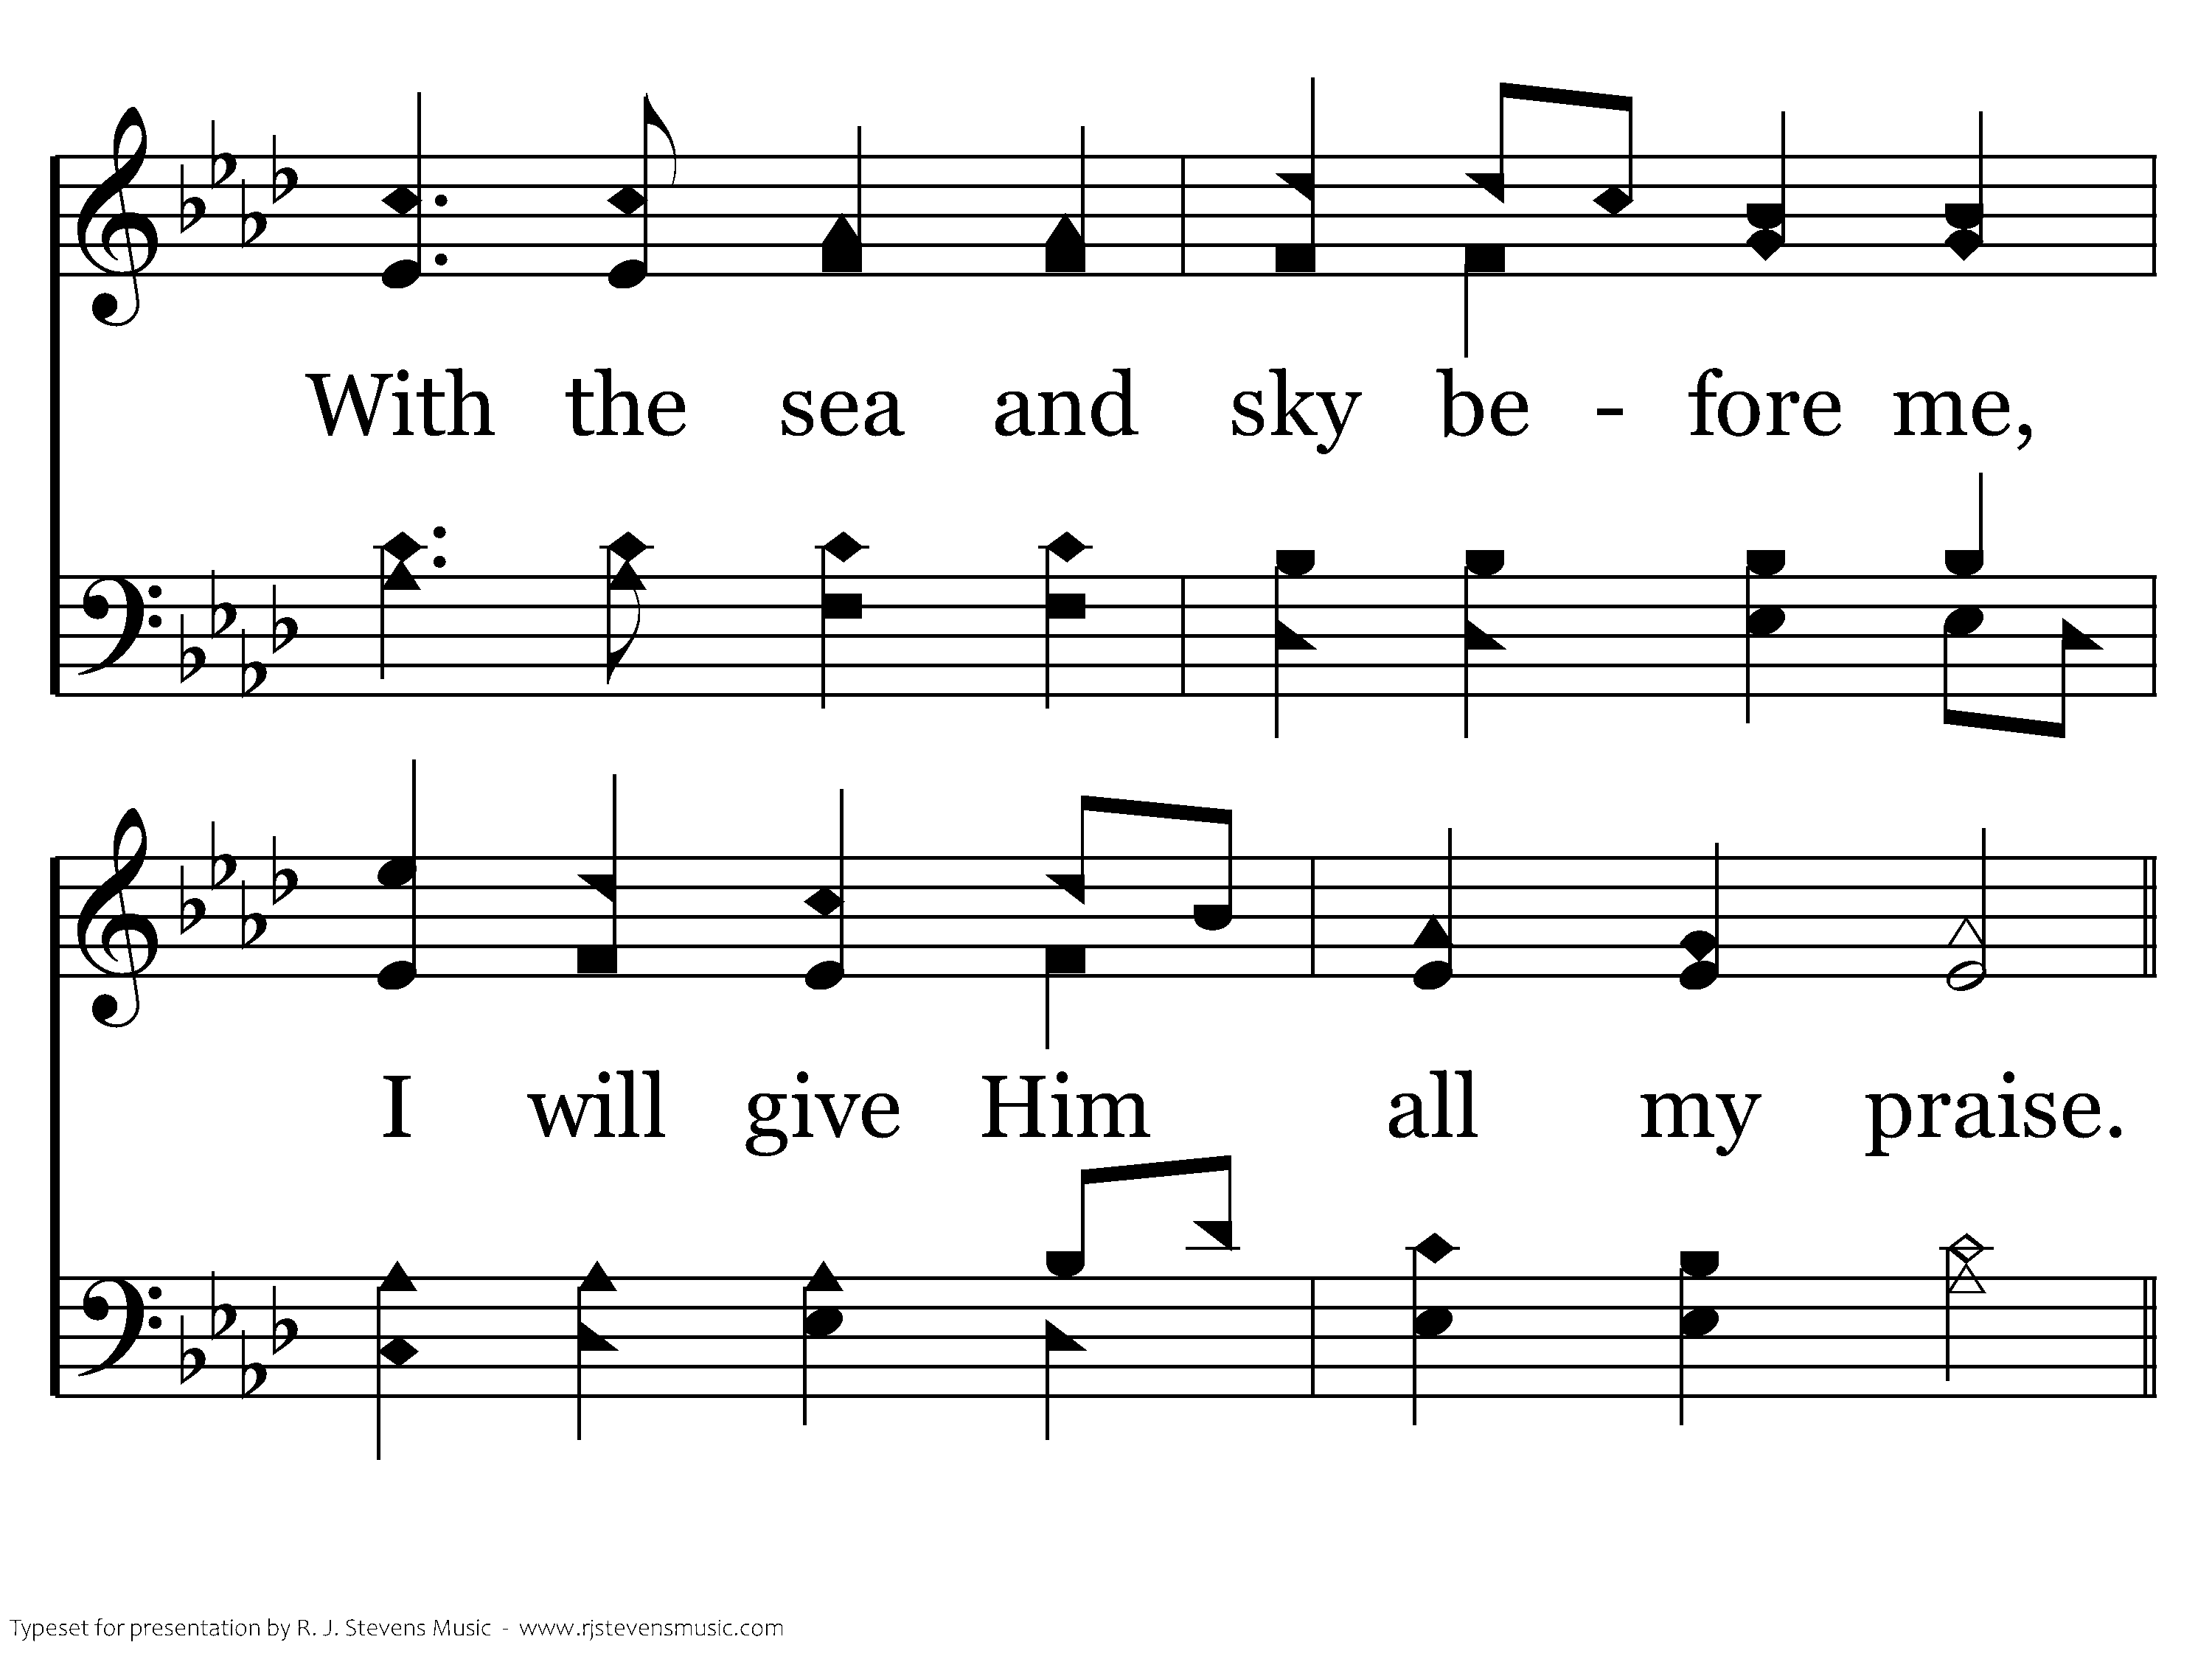 With the sea and sky be - fore me,
I will give Him all my praise.
Typeset for presentation by R. J. Stevens Music - www.rjstevensmusic.com